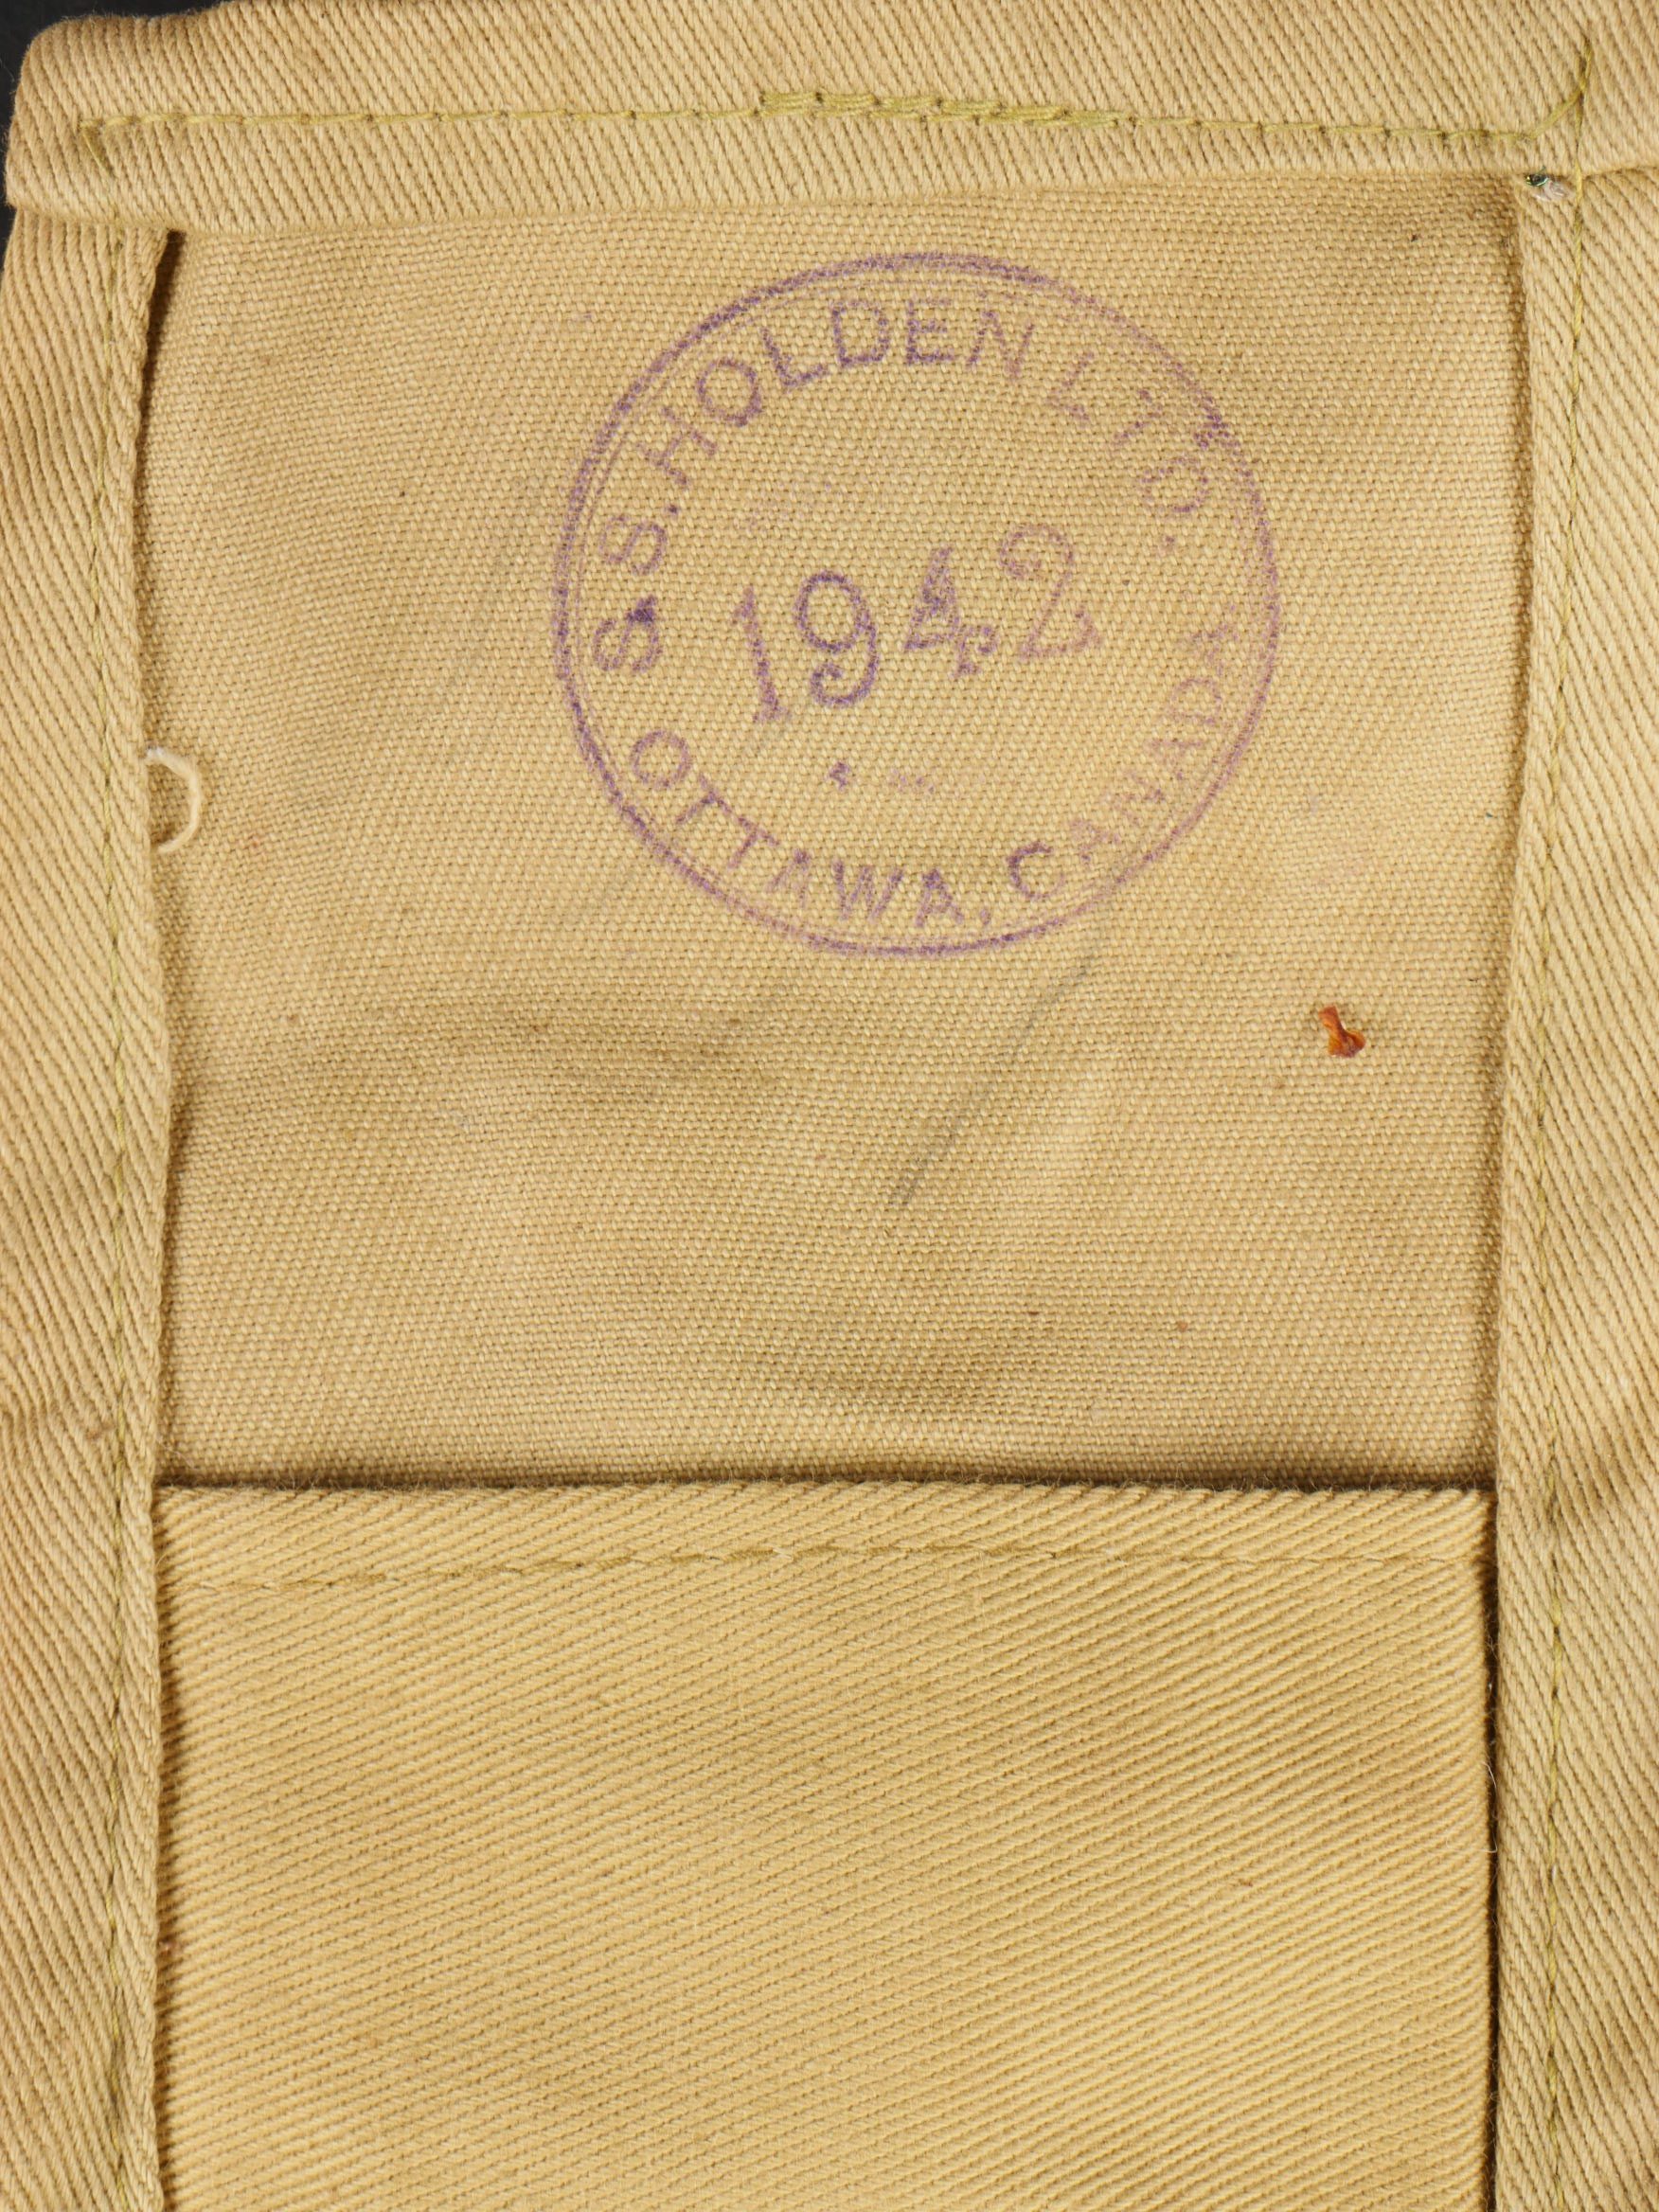 S.S. HOLDEN LTD.
1942
OTTAWA, CANADA